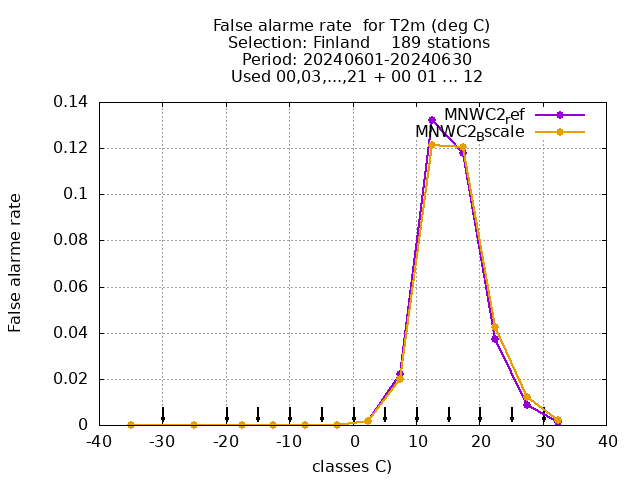 False alarme rate  for T2m (deg C)
Selection: Finland    189 stations
Period: 20240601-20240630
Used 00,03,...,21 + 00 01 ... 12
MNWC2ref
MNWC2Bscale
False alarme rate
0.14
0.12
0.1
0.08
0.06
0.04
0.02
0
-40 -30 -20 -10 0 10 20 30 40
classes C)